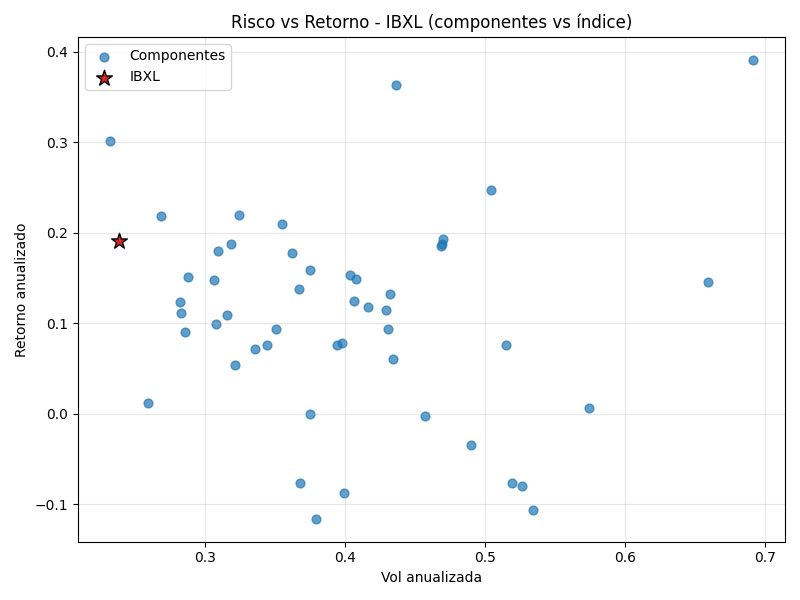 Risco vs Retorno - IBXL (componentes vs índice)
Componentes
IBXL
Retorno anualizado
0.4
0.3
0.2
0.1
0.0
−0.1
0.3 0.4 0.5 0.6 0.7
Vol anualizada